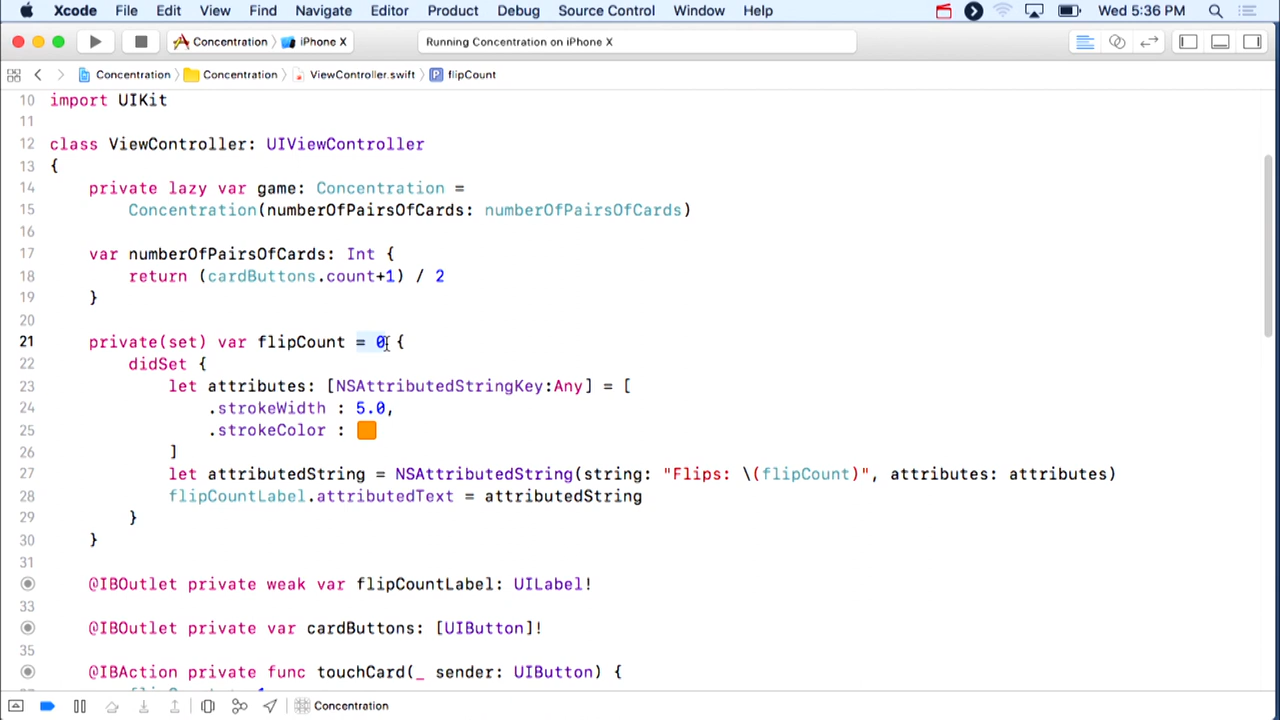 Xcode File Edit View Find Navigate Editor Product Debug Source Control Window Help Wed 5:36 PM
Concentration iPhone X Running Concentration on iPhone X
Concentration Concentration ViewController.swift P flipCount
10 import UIKit
11
12 class ViewController: UIViewController
13 {
14 private lazy var game: Concentration =
15 Concentration(numberOfPairsOfCards: numberOfPairsOfCards)
16
17 var numberOfPairsOfCards: Int {
18 return (cardButtons.count+1) / 2
19 }
20
21 private(set) var flipCount = 0 {
22 didSet {
23 let attributes: [NSAttributedStringKey:Any] = [
24 .strokeWidth : 5.0,
25 .strokeColor :
26 ]
27 let attributedString = NSAttributedString(string: "Flips: \(flipCount)", attributes: attributes)
28 flipCountLabel.attributedText = attributedString
29 }
30 }
31
@IBOutlet private weak var flipCountLabel: UILabel!
33
@IBOutlet private var cardButtons: [UIButton]!
35
@IBAction private func touchCard(_ sender: UIButton) {
Concentration